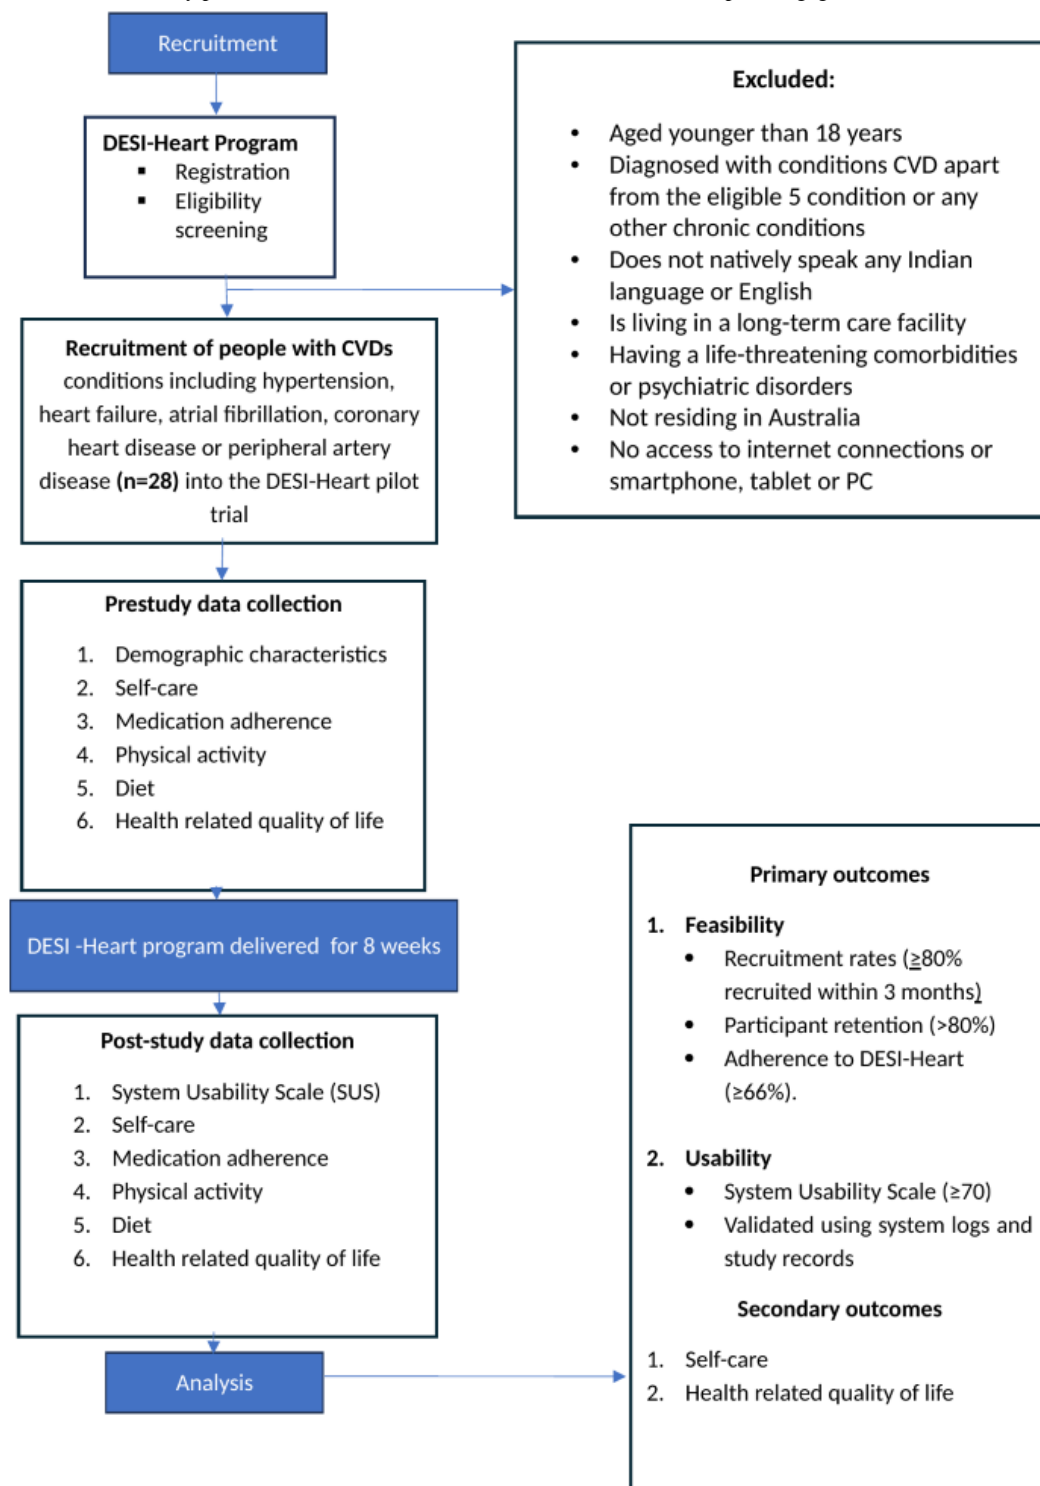 Recruitment
DESI-Heart Program
▪ Registration
▪ Eligibility
screening
Excluded:
• Aged younger than 18 years
• Diagnosed with conditions CVD apart
from the eligible 5 condition or any
other chronic conditions
• Does not natively speak any Indian
language or English
• Is living in a long-term care facility
• Having a life-threatening comorbidities
or psychiatric disorders
• Not residing in Australia
• No access to internet connections or
smartphone, tablet or PC
Recruitment of people with CVDs
conditions including hypertension,
heart failure, atrial fibrillation, coronary
heart disease or peripheral artery
disease (n=28) into the DESI-Heart pilot
trial
Prestudy data collection
1. Demographic characteristics
2. Self-care
3. Medication adherence
4. Physical activity
5. Diet
6. Health related quality of life
DESI -Heart program delivered for 8 weeks
Post-study data collection
1. System Usability Scale (SUS)
2. Self-care
3. Medication adherence
4. Physical activity
5. Diet
6. Health related quality of life
Analysis
Primary outcomes
1. Feasibility
• Recruitment rates (≥80%
recruited within 3 months)
• Participant retention (>80%)
• Adherence to DESI-Heart
(≥66%).
2. Usability
• System Usability Scale (≥70)
• Validated using system logs and
study records
Secondary outcomes
1. Self-care
2. Health related quality of life